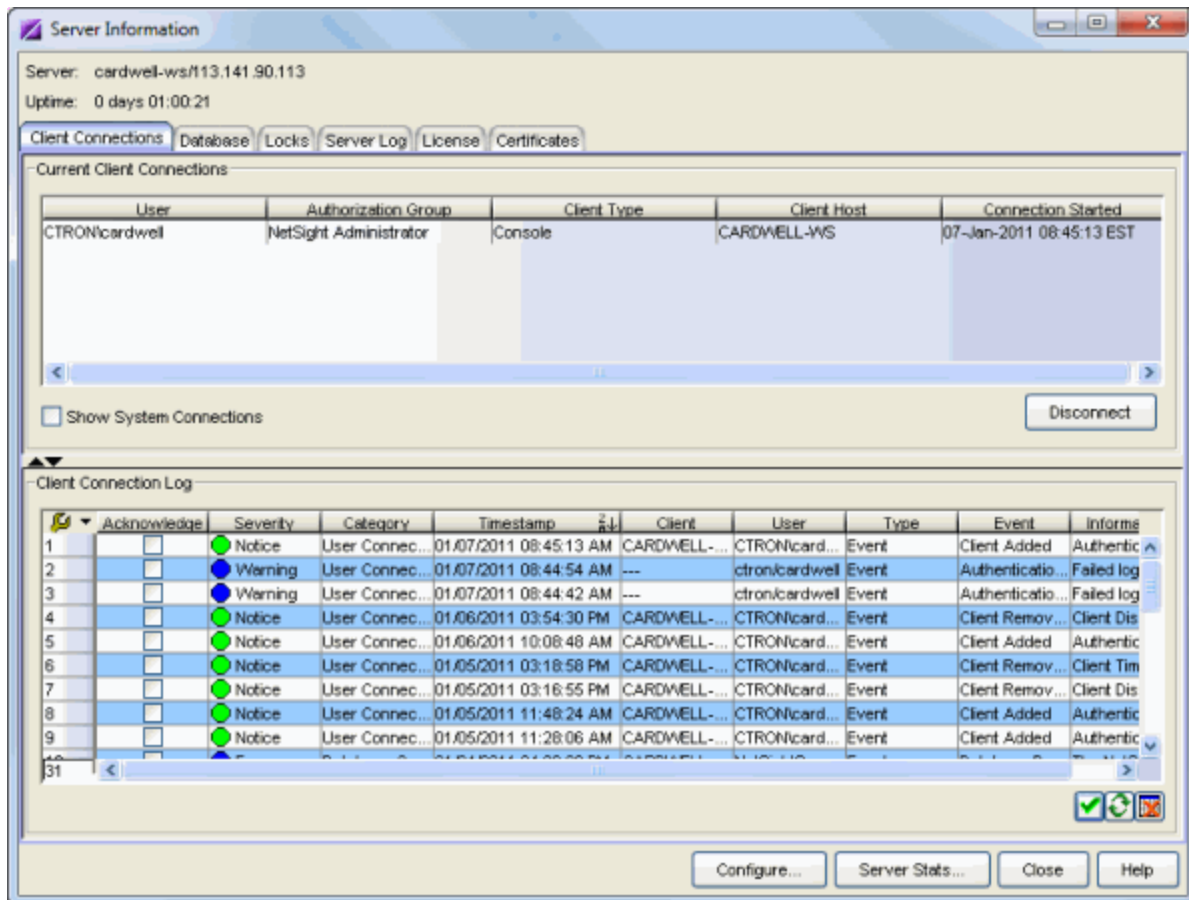 Server Information
Server: cardwell-ws/113.141.90.113
Uptime: 0 days 01:00:21
Client Connections Database Locks Server Log License Certificates
Current Client Connections
User Authorization Group Client Type Client Host Connection Started
CTRON\cardwell NetSight Administrator Console CARDWELL-WS 07-Jan-2011 08:45:13 EST
Show System Connections Disconnect
Client Connection Log
Acknowledge Severity Category Timestamp Client User Type Event Informa
1 Notice User Connec... 01/07/2011 08:45:13 AM CARDWELL-... CTRON\card... Event Client Added Authentic
2 Warning User Connec... 01/07/2011 08:44:54 AM --- ctron/cardwell Event Authenticatio... Failed log
3 Warning User Connec... 01/07/2011 08:44:42 AM --- ctron/cardwell Event Authenticatio... Failed log
4 Notice User Connec... 01/06/2011 03:54:30 PM CARDWELL-... CTRON\card... Event Client Remov... Client Dis
5 Notice User Connec... 01/06/2011 10:08:48 AM CARDWELL-... CTRON\card... Event Client Added Authentic
6 Notice User Connec... 01/05/2011 03:18:58 PM CARDWELL-... CTRON\card... Event Client Remov... Client Tim
7 Notice User Connec... 01/05/2011 03:16:55 PM CARDWELL-... CTRON\card... Event Client Remov... Client Dis
8 Notice User Connec... 01/05/2011 11:48:24 AM CARDWELL-... CTRON\card... Event Client Added Authentic
9 Notice User Connec... 01/05/2011 11:28:06 AM CARDWELL-... CTRON\card... Event Client Added Authentic
31
Configure... Server Stats... Close Help